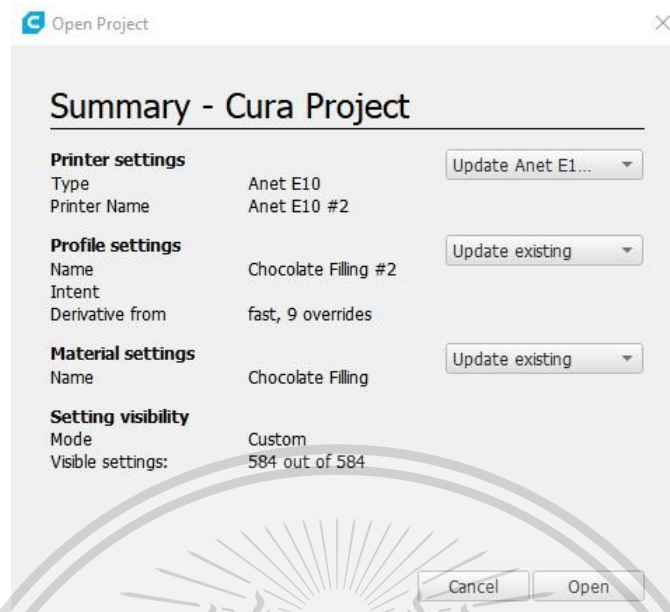 Open Project
Summary - Cura Project
Printer settings
Update Anet E1...
Type Anet E10
Printer Name Anet E10 #2
Profile settings
Update existing
Name Chocolate Filling #2
Intent
Derivative from fast, 9 overrides
Material settings
Update existing
Name Chocolate Filling
Setting visibility
Mode Custom
Visible settings: 584 out of 584
Cancel Open